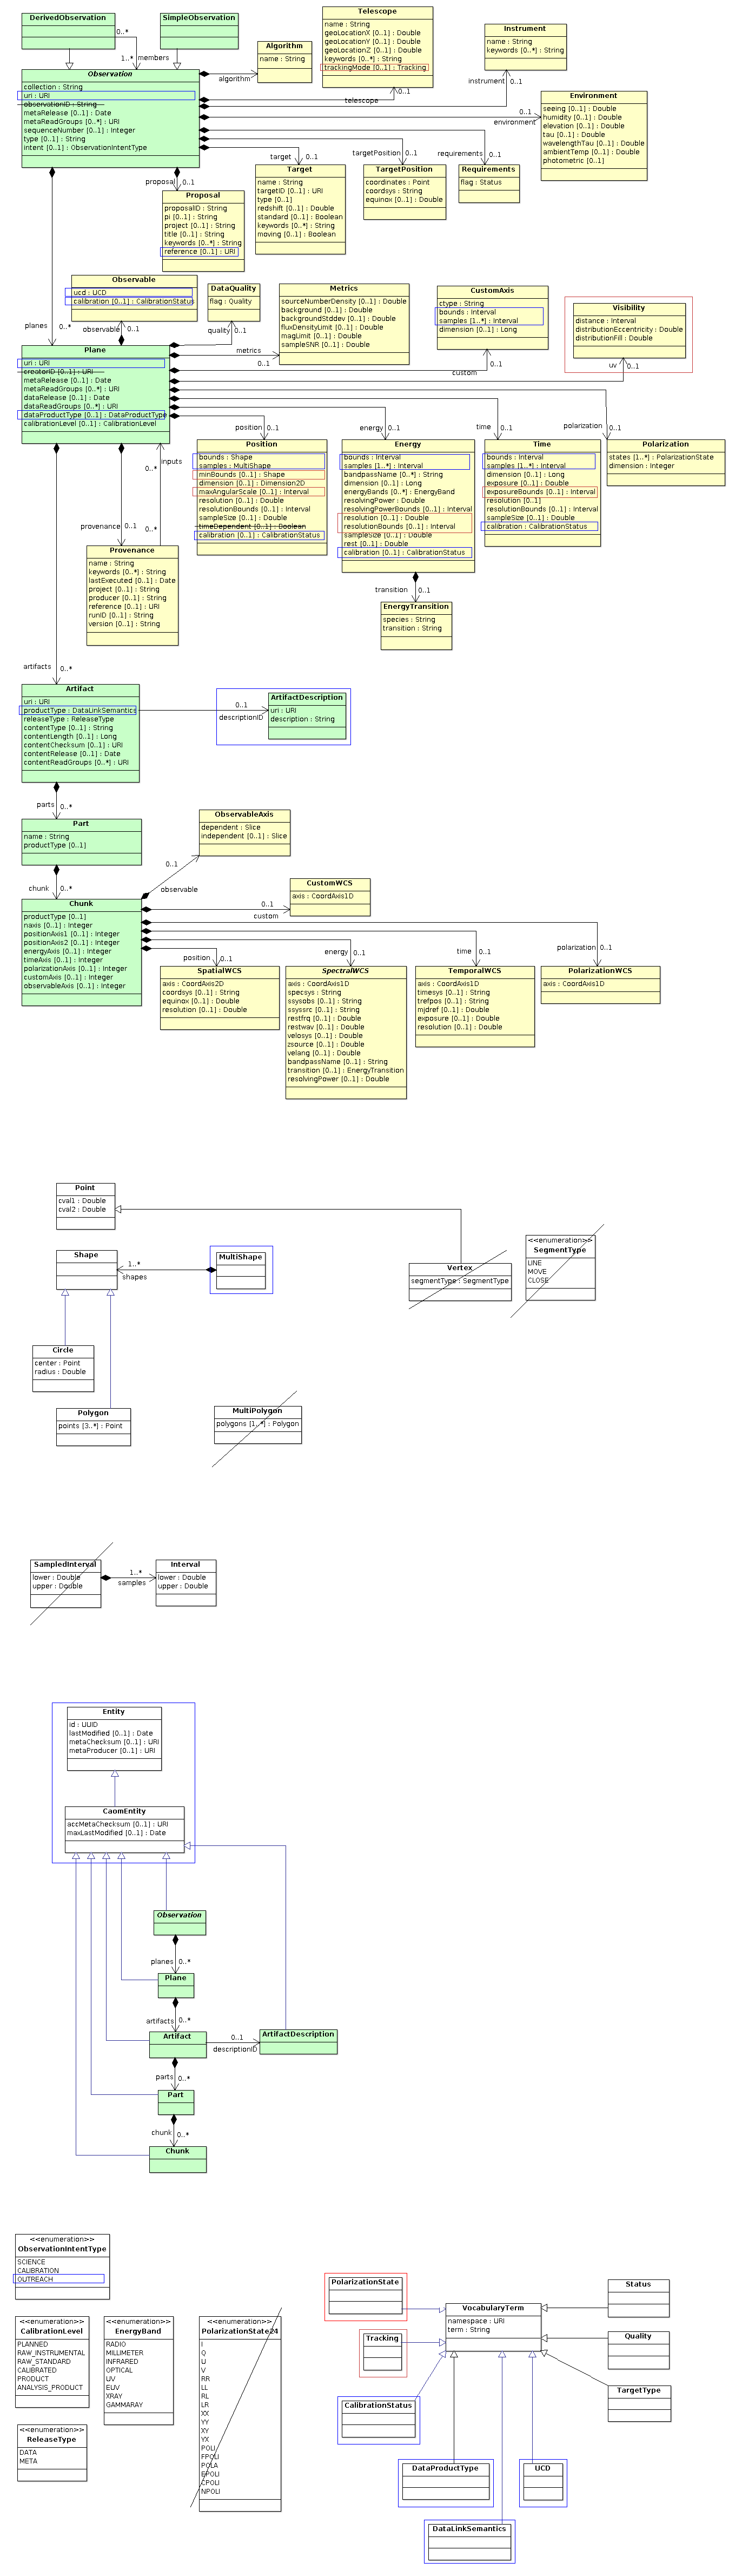 DerivedObservation
SimpleObservation
0..*
1..*
members
Observation
collection : String
uri : URI
observationID : String
metaRelease [0..1] : Date
metaReadGroups [0..*] : URI
sequenceNumber [0..1] : Integer
type [0..1] : String
intent [0..1] : ObservationIntentType
Algorithm
name : String
algorithm
Telescope
name : String
geoLocationX [0..1] : Double
geoLocationY [0..1] : Double
geoLocationZ [0..1] : Double
keywords [0..*] : String
trackingMode [0..1] : Tracking
telescope
0..1
Instrument
name : String
keywords [0..*] : String
instrument
0..1
Environment
seeing [0..1] : Double
humidity [0..1] : Double
elevation [0..1] : Double
tau [0..1] : Double
wavelengthTau [0..1] : Double
ambientTemp [0..1] : Double
photometric [0..1]
0..1
environment
proposal
0..1
Proposal
proposalID : String
pi [0..1] : String
project [0..1] : String
title [0..1] : String
keywords [0..*] : String
reference [0..1] : URI
target
0..1
Target
name : String
targetID [0..1] : URI
type [0..1]
redshift [0..1] : Double
standard [0..1] : Boolean
keywords [0..*] : String
moving [0..1] : Boolean
targetPosition
0..1
TargetPosition
coordinates : Point
coordsys : String
equinox [0..1] : Double
requirements
0..1
Requirements
flag : Status
planes
0..*
Observable
ucd : UCD
calibration [0..1] : CalibrationStatus
observable
0..1
DataQuality
flag : Quality
quality
0..1
Metrics
sourceNumberDensity [0..1] : Double
background [0..1] : Double
backgroundStddev [0..1] : Double
fluxDensityLimit [0..1] : Double
magLimit [0..1] : Double
sampleSNR [0..1] : Double
metrics
0..1
CustomAxis
ctype : String
bounds : Interval
samples [1..*] : Interval
dimension [0..1] : Long
custom
0..1
Visibility
distance : Interval
distributionEccentricity : Double
distributionFill : Double
uv
0..1
Plane
uri : URI
creatorID [0..1] : URI
metaRelease [0..1] : Date
metaReadGroups [0..*] : URI
dataRelease [0..1] : Date
dataReadGroups [0..*] : URI
dataProductType [0..1] : DataProductType
calibrationLevel [0..1] : CalibrationLevel
position
0..1
energy
0..1
time
0..1
polarization
0..1
Position
bounds : Shape
samples : MultiShape
minBounds [0..1] : Shape
dimension [0..1] : Dimension2D
maxAngularScale [0..1] : Interval
resolution [0..1] : Double
resolutionBounds [0..1] : Interval
sampleSize [0..1] : Double
timeDependent [0..1] : Boolean
calibration [0..1] : CalibrationStatus
Energy
bounds : Interval
samples [1..*] : Interval
bandpassName [0..*] : String
dimension [0..1] : Long
energyBands [0..*] : EnergyBand
resolvingPower [0..1] : Double
resolvingPowerBounds [0..1] : Interval
resolution [0..1] : Double
resolutionBounds [0..1] : Interval
sampleSize [0..1] : Double
rest [0..1] : Double
calibration [0..1] : CalibrationStatus
Time
bounds : Interval
samples [1..*] : Interval
dimension [0..1] : Long
exposure [0..1] : Double
exposureBounds [0..1] : Interval
resolution [0..1]
resolutionBounds [0..1] : Interval
sampleSize [0..1] : Double
calibration : CalibrationStatus
Polarization
states [1..*] : PolarizationState
dimension : Integer
inputs
0..*
provenance
0..1
0..*
Provenance
name : String
keywords [0..*] : String
lastExecuted [0..1] : Date
project [0..1] : String
producer [0..1] : String
reference [0..1] : URI
runID [0..1] : String
version [0..1] : String
transition
0..1
EnergyTransition
species : String
transition : String
artifacts
0..*
Artifact
uri : URI
productType : DataLinkSemantics
releaseType : ReleaseType
contentType [0..1] : String
contentLength [0..1] : Long
contentChecksum [0..1] : URI
contentRelease [0..1] : Date
contentReadGroups [0..*] : URI
0..1
descriptionID
ArtifactDescription
uri : URI
description : String
parts
0..*
Part
name : String
productType [0..1]
chunk
0..*
ObservableAxis
dependent : Slice
independent [0..1] : Slice
0..1
observable
Chunk
productType [0..1]
naxis [0..1] : Integer
positionAxis1 [0..1] : Integer
positionAxis2 [0..1] : Integer
energyAxis [0..1] : Integer
timeAxis [0..1] : Integer
polarizationAxis [0..1] : Integer
customAxis [0..1] : Integer
observableAxis [0..1] : Integer
CustomWCS
axis : CoordAxis1D
0..1
custom
position
0..1
energy
0..1
time
0..1
polarization
0..1
SpatialWCS
axis : CoordAxis2D
coordsys [0..1] : String
equinox [0..1] : Double
resolution [0..1] : Double
SpectralWCS
axis : CoordAxis1D
specsys : String
ssysobs [0..1] : String
ssyssrc [0..1] : String
restfrq [0..1] : Double
restwav [0..1] : Double
velosys [0..1] : Double
zsource [0..1] : Double
velang [0..1] : Double
bandpassName [0..1] : String
transition [0..1] : EnergyTransition
resolvingPower [0..1] : Double
TemporalWCS
axis : CoordAxis1D
timesys [0..1] : String
trefpos [0..1] : String
mjdref [0..1] : Double
exposure [0..1] : Double
resolution [0..1] : Double
PolarizationWCS
axis : CoordAxis1D
Point
cval1 : Double
cval2 : Double
Shape
1..*
shapes
MultiShape
Vertex
segmentType : SegmentType
<<enumeration>>
SegmentType
LINE
MOVE
CLOSE
Circle
center : Point
radius : Double
Polygon
points [3..*] : Point
MultiPolygon
polygons [1..*] : Polygon
SampledInterval
lower : Double
upper : Double
1..*
samples
Interval
lower : Double
upper : Double
Entity
id : UUID
lastModified [0..1] : Date
metaChecksum [0..1] : URI
metaProducer [0..1] : URI
CaomEntity
accMetaChecksum [0..1] : URI
maxLastModified [0..1] : Date
Observation
planes
0..*
Plane
artifacts
0..*
Artifact
0..1
descriptionID
ArtifactDescription
parts
0..*
Part
chunk
0..*
Chunk
<<enumeration>>
ObservationIntentType
SCIENCE
CALIBRATION
OUTREACH
<<enumeration>>
CalibrationLevel
PLANNED
RAW_INSTRUMENTAL
RAW_STANDARD
CALIBRATED
PRODUCT
ANALYSIS_PRODUCT
<<enumeration>>
EnergyBand
RADIO
MILLIMETER
INFRARED
OPTICAL
UV
EUV
XRAY
GAMMARAY
<<enumeration>>
PolarizationState24
I
Q
U
V
RR
LL
RL
LR
XX
YY
XY
YX
POLI
FPOLI
POLA
EPOLI
CPOLI
NPOLI
<<enumeration>>
ReleaseType
DATA
META
PolarizationState
Tracking
CalibrationStatus
VocabularyTerm
namespace : URI
term : String
Status
Quality
TargetType
DataProductType
UCD
DataLinkSemantics